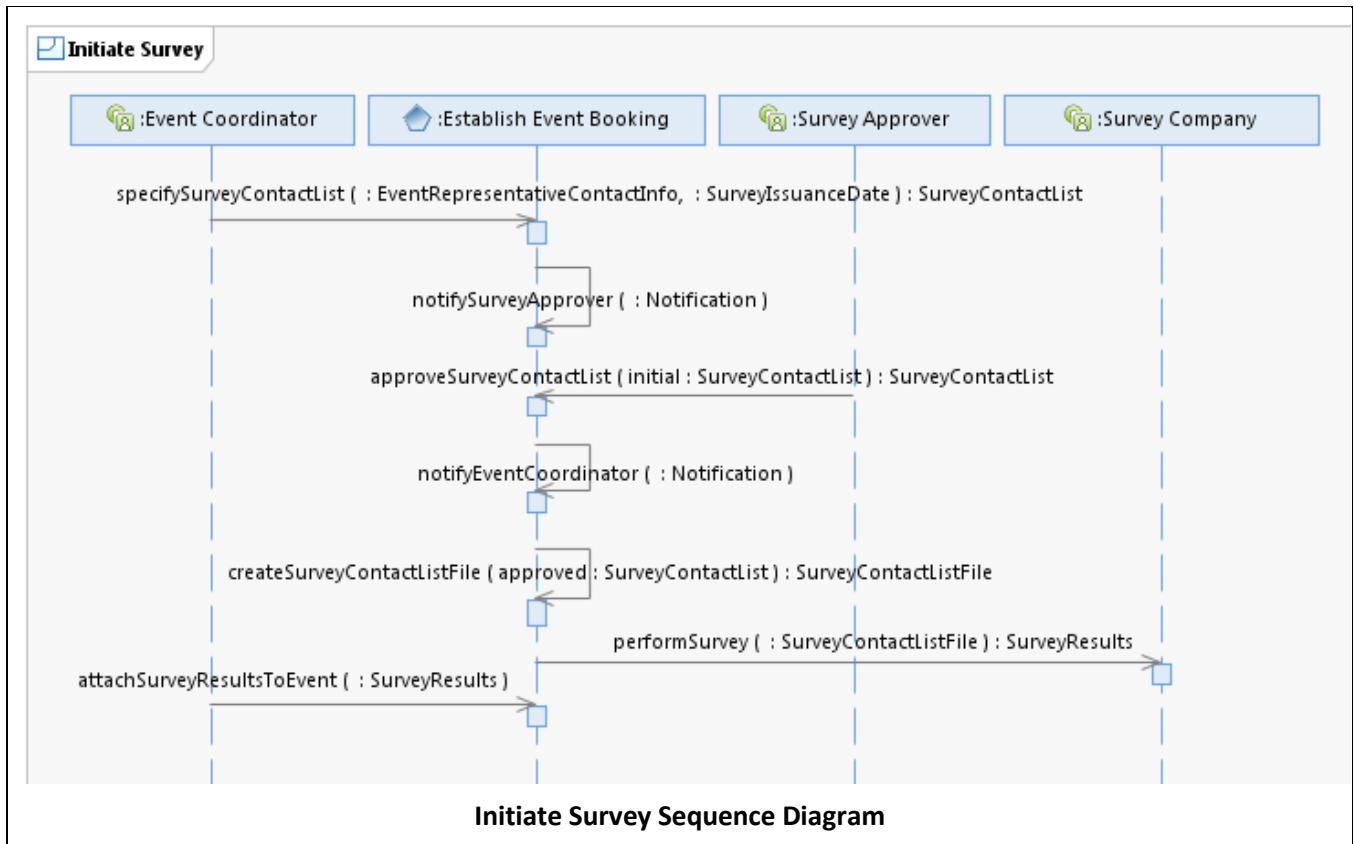 Initiate Survey
:Event Coordinator
:Establish Event Booking
:Survey Approver
:Survey Company
specifySurveyContactList ( : EventRepresentativeContactInfo, : SurveyIssuanceDate ) : SurveyContactList
notifySurveyApprover ( : Notification )
approveSurveyContactList ( initial : SurveyContactList ) : SurveyContactList
notifyEventCoordinator ( : Notification )
createSurveyContactListFile ( approved : SurveyContactList ) : SurveyContactListFile
performSurvey ( : SurveyContactListFile ) : SurveyResults
attachSurveyResultsToEvent ( : SurveyResults )
Initiate Survey Sequence Diagram